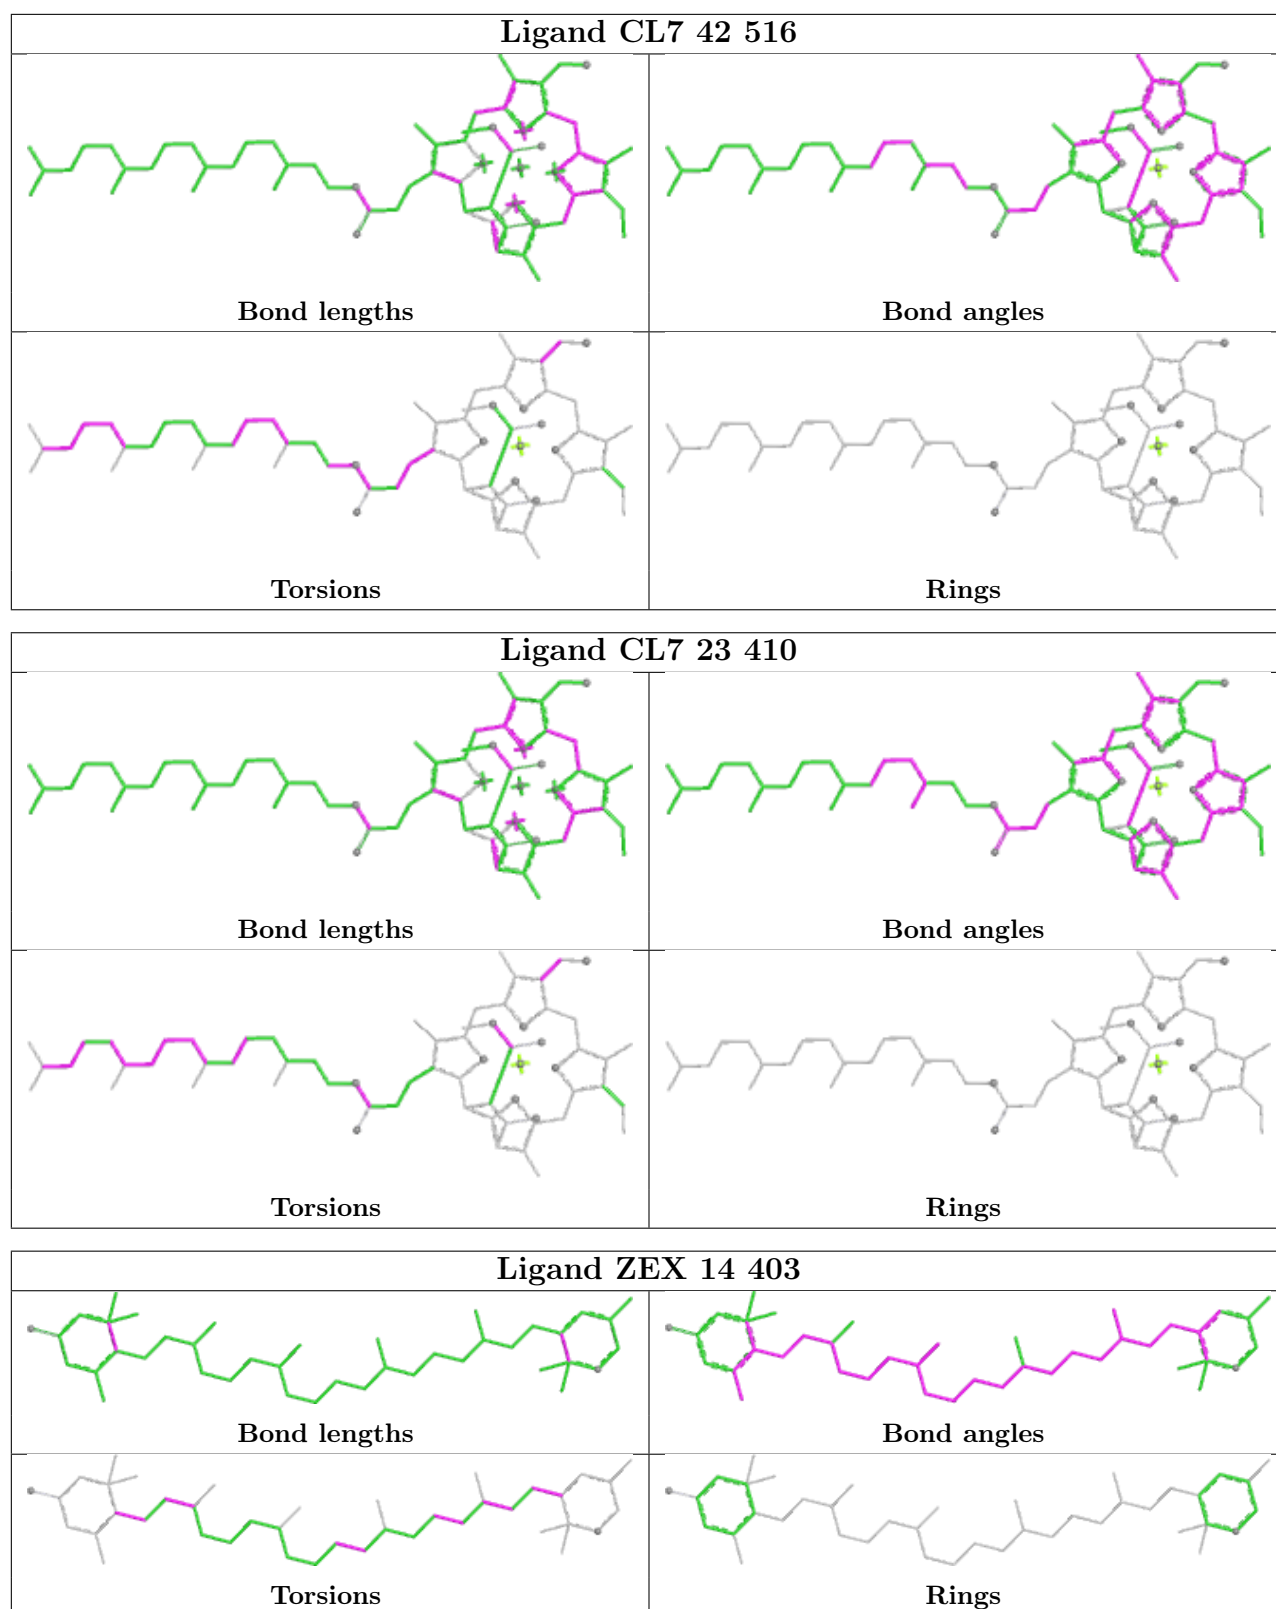 Ligand CL7 42 516
Bond lengths
Bond angles
Torsions
Rings
Ligand CL7 23 410
Bond lengths
Bond angles
Torsions
Rings
Ligand ZEX 14 403
Bond lengths
Bond angles
Torsions
Rings